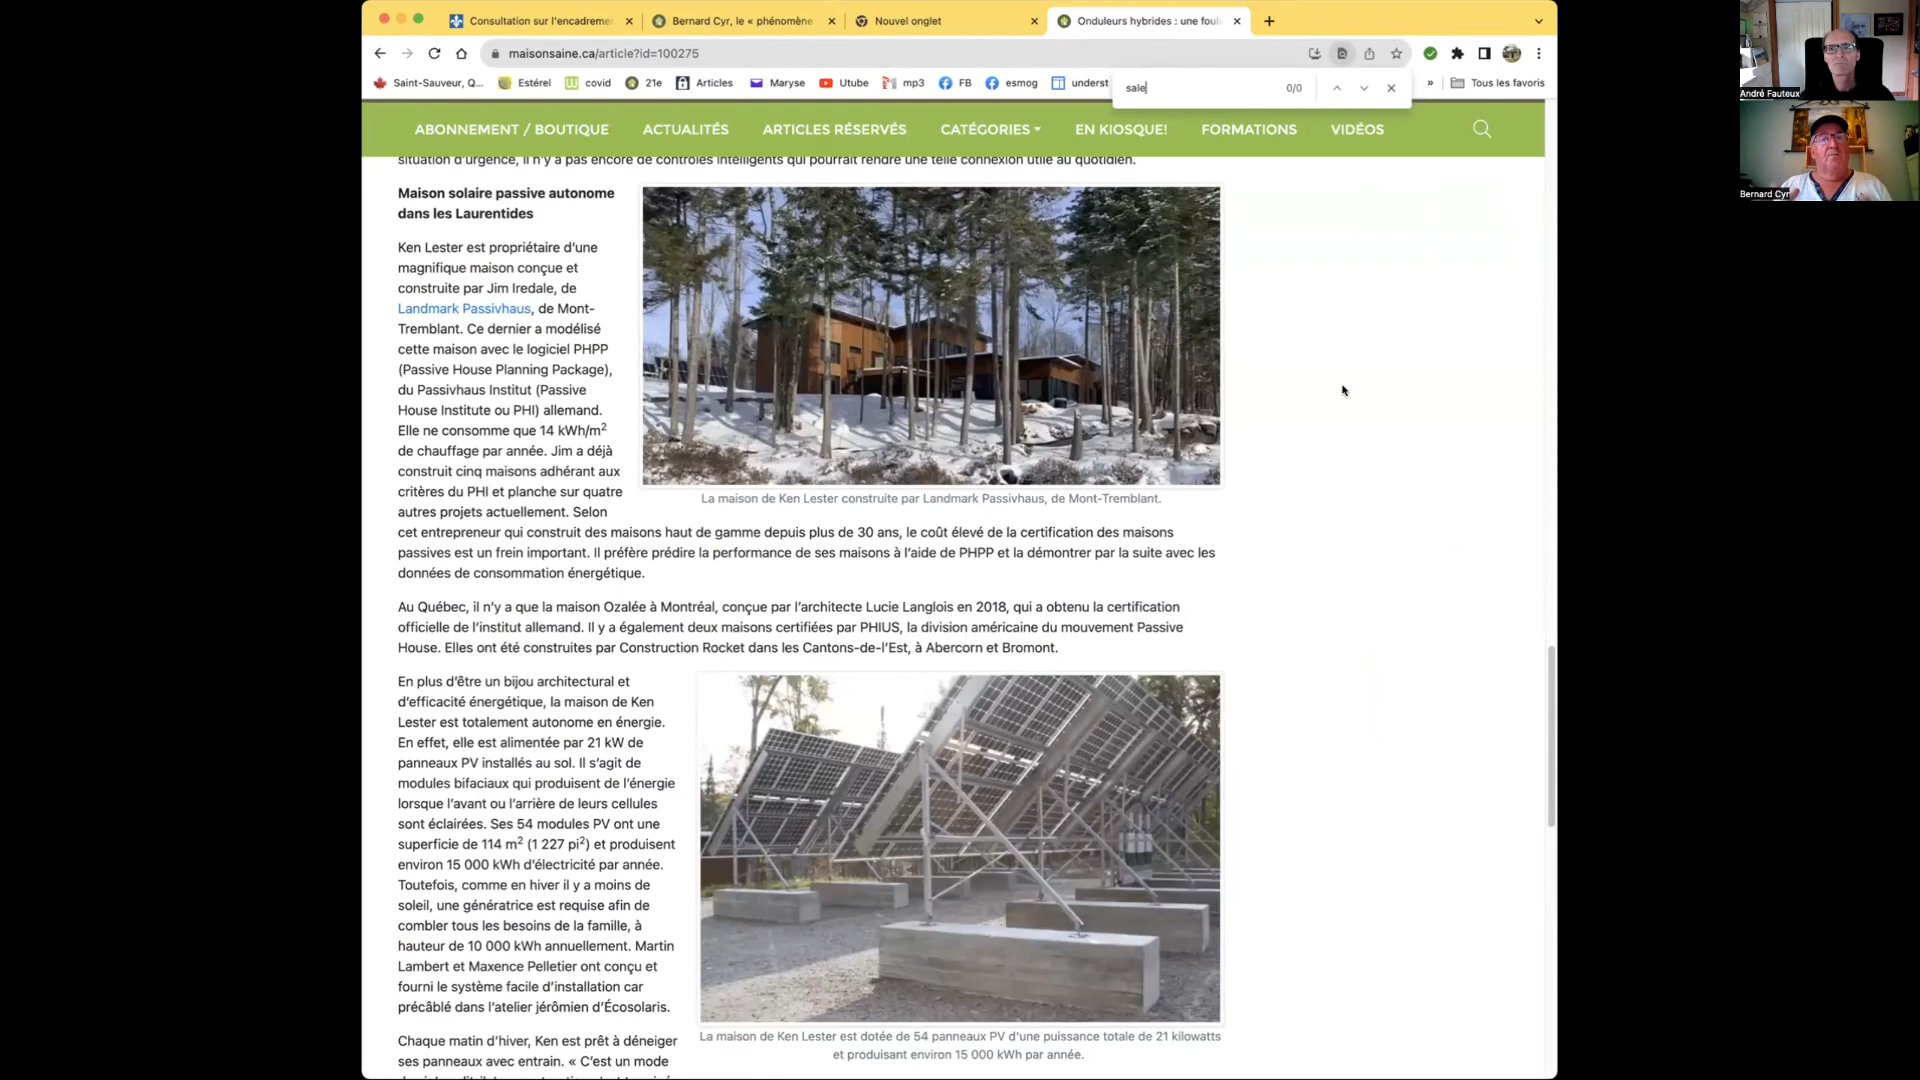 Consultation sur l'encadreme
Bernard Cyr, le « phénomène
Nouvel onglet
Onduleurs hybrides : une foul
maisonsaine.ca/article?id=100275
Saint-Sauveur, Q...
Estérel
covid
21e
Articles
Maryse
Utube
mp3
FB
esmog
underst
»
Tous les favoris
sale
0/0
ABONNEMENT / BOUTIQUE
ACTUALITÉS
ARTICLES RÉSERVÉS
CATÉGORIES
EN KIOSQUE!
FORMATIONS
VIDÉOS
situation d'urgence, il n'y a pas encore de contrôles intelligents qui pourrait rendre une telle connexion utile au quotidien.
Maison solaire passive autonome
dans les Laurentides
Ken Lester est propriétaire d'une
magnifique maison conçue et
construite par Jim Iredale, de
Landmark Passivhaus, de Mont-
Tremblant. Ce dernier a modélisé
cette maison avec le logiciel PHPP
(Passive House Planning Package),
du Passivhaus Institut (Passive
House Institute ou PHI) allemand.
Elle ne consomme que 14 kWh/m²
de chauffage par année. Jim a déjà
construit cinq maisons adhérant aux
critères du PHI et planche sur quatre
autres projets actuellement. Selon
cet entrepreneur qui construit des maisons haut de gamme depuis plus de 30 ans, le coût élevé de la certification des maisons
passives est un frein important. Il préfère prédire la performance de ses maisons à l'aide de PHPP et la démontrer par la suite avec les
données de consommation énergétique.
La maison de Ken Lester construite par Landmark Passivhaus, de Mont-Tremblant.
Au Québec, il n'y a que la maison Ozalée à Montréal, conçue par l'architecte Lucie Langlois en 2018, qui a obtenu la certification
officielle de l'institut allemand. Il y a également deux maisons certifiées par PHIUS, la division américaine du mouvement Passive
House. Elles ont été construites par Construction Rocket dans les Cantons-de-l'Est, à Abercorn et Bromont.
En plus d'être un bijou architectural et
d'efficacité énergétique, la maison de Ken
Lester est totalement autonome en énergie.
En effet, elle est alimentée par 21 kW de
panneaux PV installés au sol. Il s'agit de
modules bifaciaux qui produisent de l'énergie
lorsque l'avant ou l'arrière de leurs cellules
sont éclairées. Ses 54 modules PV ont une
superficie de 114 m² (1 227 pi²) et produisent
environ 15 000 kWh d'électricité par année.
Toutefois, comme en hiver il y a moins de
soleil, une génératrice est requise afin de
combler tous les besoins de la famille, à
hauteur de 10 000 kWh annuellement. Martin
Lambert et Maxence Pelletier ont conçu et
fourni le système facile d'installation car
précâblé dans l'atelier jérômien d'Écosolaris.
Chaque matin d'hiver, Ken est prêt à déneiger
ses panneaux avec entrain. « C'est un mode
La maison de Ken Lester est dotée de 54 panneaux PV d'une puissance totale de 21 kilowatts
et produisant environ 15 000 kWh par année.
André Fauteux
Bernard Cyr